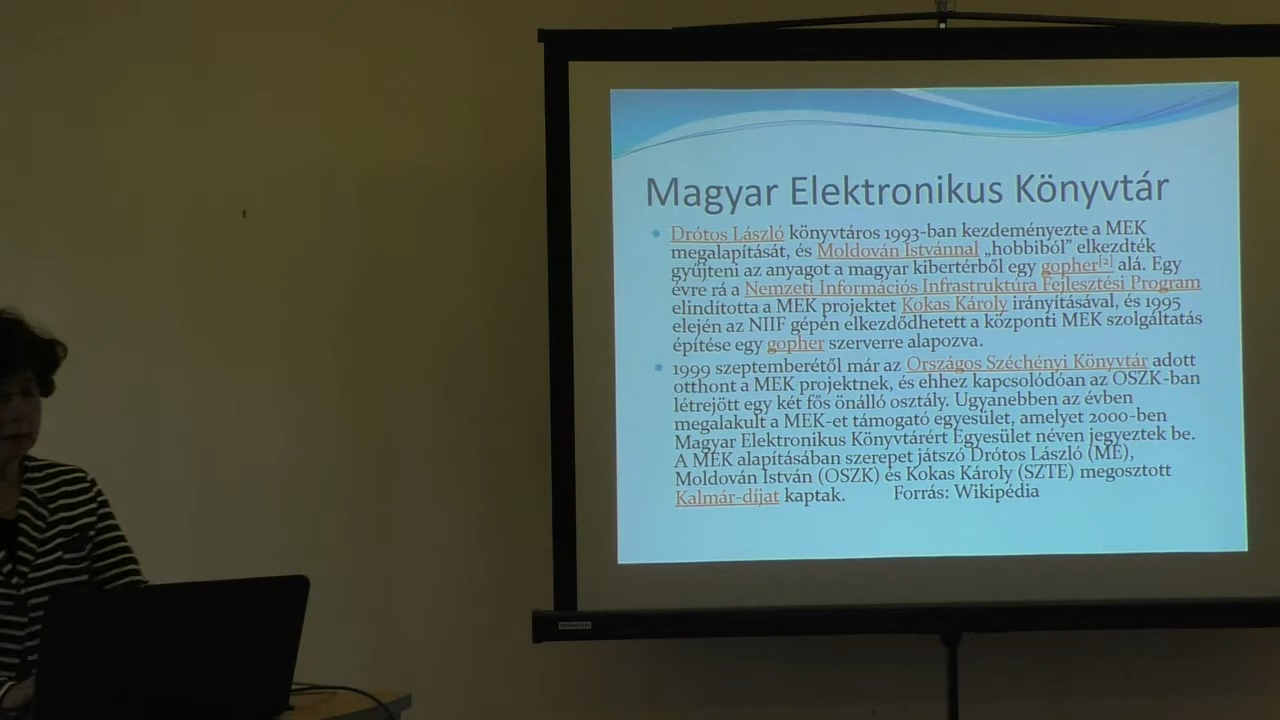 Magyar Elektronikus Könyvtár
• Drótos László könyvtáros 1993-ban kezdeményezte a MEK
megalapítását, és Moldován Istvánnal „hobbiból” elkezdték
gyűjteni az anyagot a magyar kibertérből egy gopher[2] alá. Egy
évre rá a Nemzeti Információs Infrastruktúra Fejlesztési Program
elindította a MEK projektet Kokas Károly irányításával, és 1995
elején az NIIF gépén elkezdődhetett a központi MEK szolgáltatás
építése egy gopher szerverre alapozva.
• 1999 szeptemberétől már az Országos Széchényi Könyvtár adott
otthont a MEK projektnek, és ehhez kapcsolódóan az OSZK-ban
létrejött egy két fős önálló osztály. Ugyanebben az évben
megalakult a MEK-et támogató egyesület, amelyet 2000-ben
Magyar Elektronikus Könyvtárért Egyesület néven jegyeztek be.
A MEK alapításában szerepet játszó Drótos László (ME),
Moldován István (OSZK) és Kokas Károly (SZTE) megosztott
Kalmár-díjat kaptak. Forrás: Wikipédia